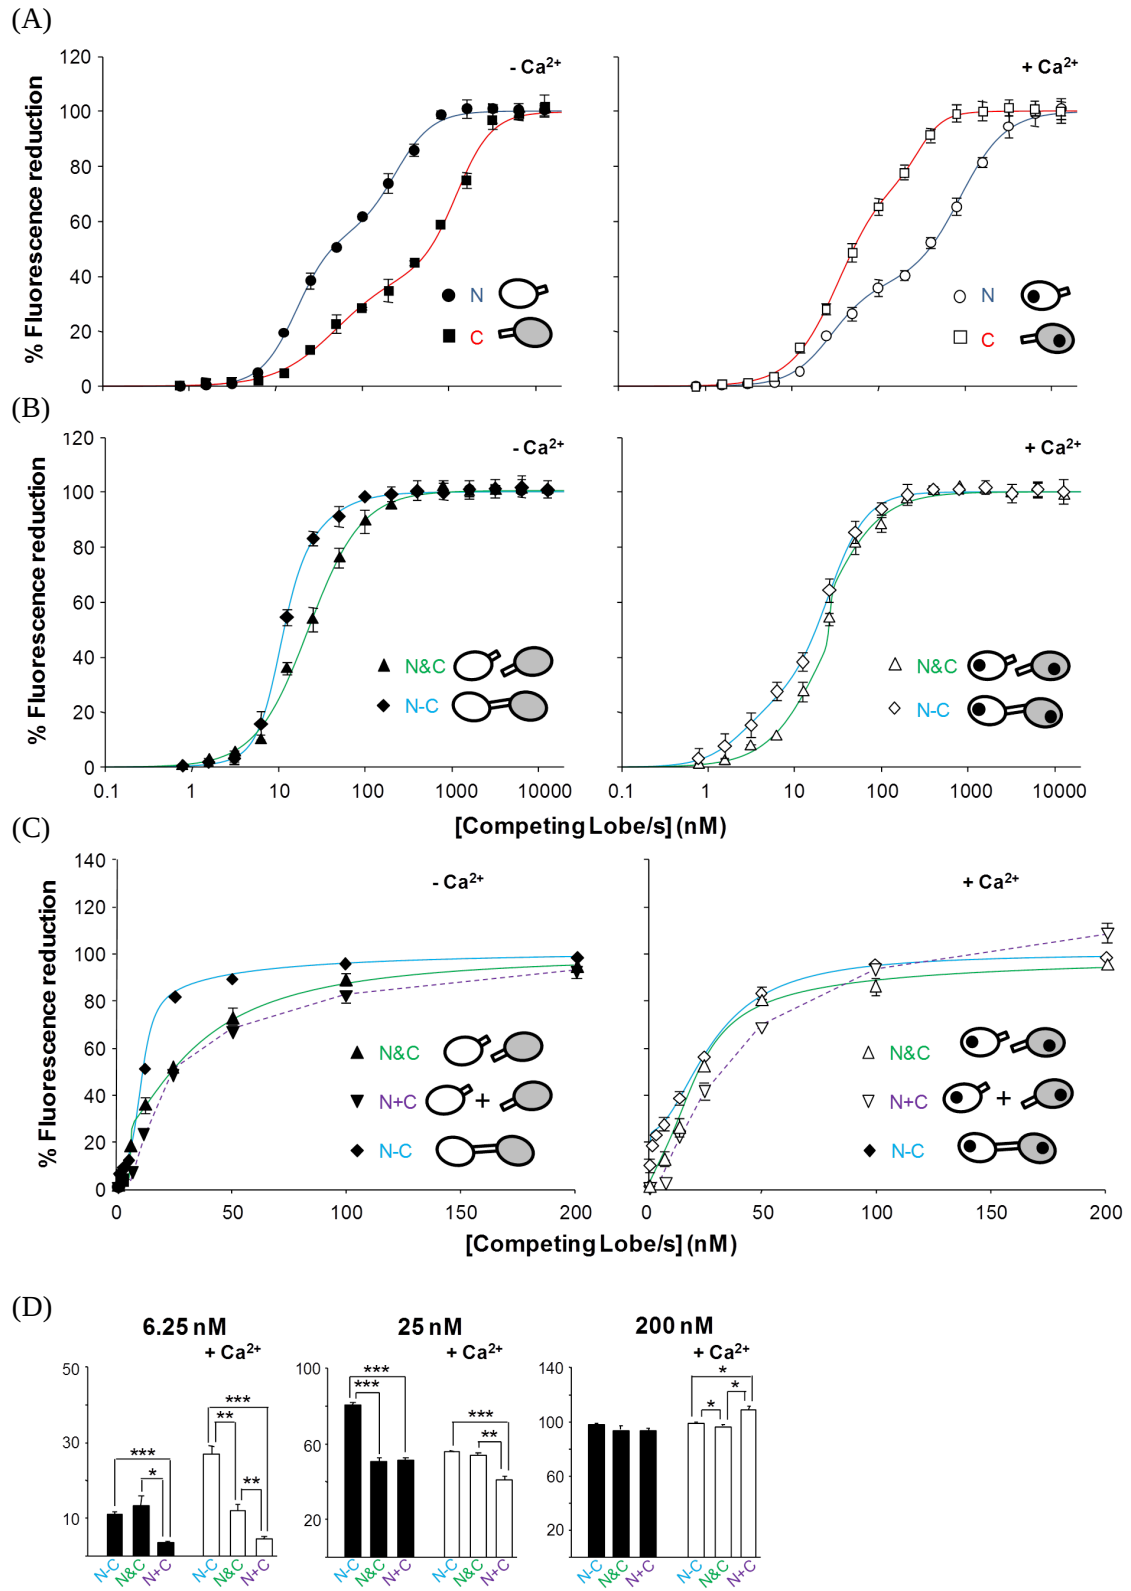 (A)
- Ca2+
+ Ca2+
% Fluorescence reduction
120
100
80
60
40
20
0
N
C
N
C
(B)
- Ca2+
+ Ca2+
% Fluorescence reduction
120
100
80
60
40
20
0
N&C
N-C
N&C
N-C
0.1 1 10 100 1000 10000 0.1 1 10 100 1000 10000
[Competing Lobe/s] (nM)
(C)
- Ca2+
+ Ca2+
% Fluorescence reduction
140
120
100
80
60
40
20
0
N&C
N+C +
N-C
N&C
N+C +
N-C
0 50 100 150 200 0 50 100 150 200
[Competing Lobe/s] (nM)
(D)
6.25 nM
+ Ca2+
50
30
10
*** * *** ** **
N-C N&C N+C N-C N&C N+C
25 nM
+ Ca2+
100
60
20
*** *** *** **
N-C N&C N+C N-C N&C N+C
200 nM
+ Ca2+
140
100
60
20
* * *
N-C N&C N+C N-C N&C N+C